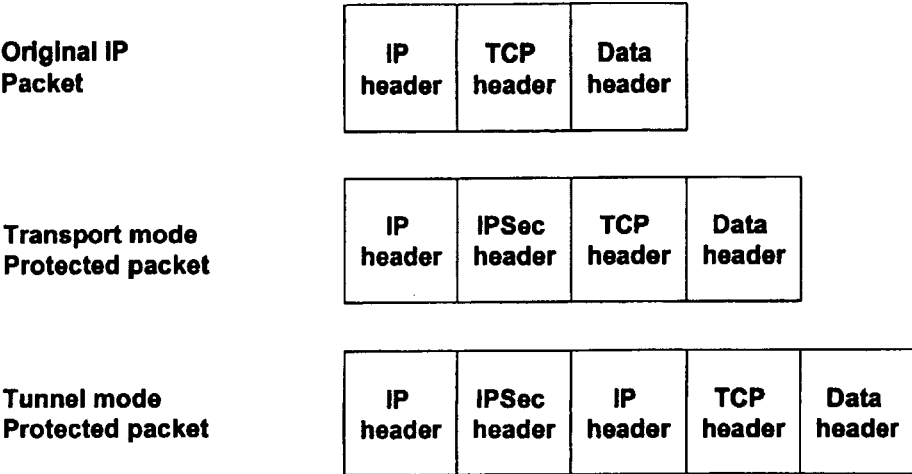 Original IP
Packet
IP
header
TCP
header
Data
header
Transport mode
Protected packet
IP
header
IPSec
header
TCP
header
Data
header
Tunnel mode
Protected packet
IP
header
IPSec
header
IP
header
TCP
header
Data
header